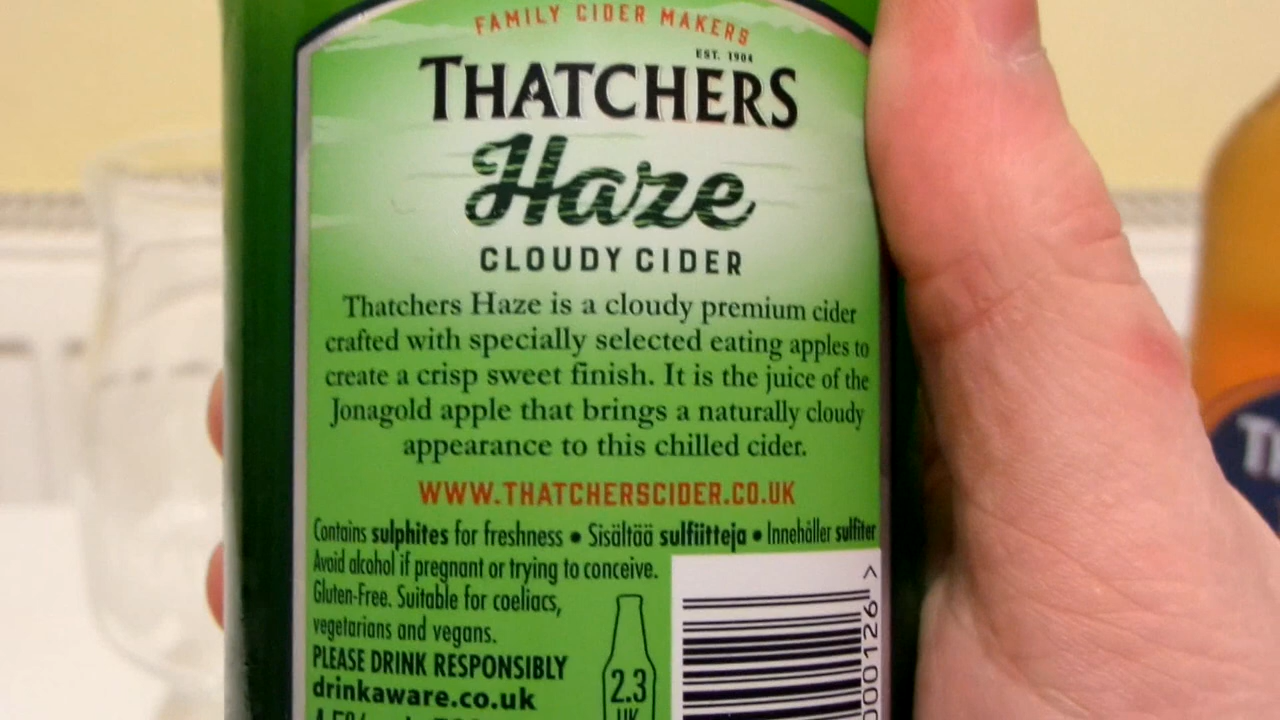 FAMILY CIDER MAKERS
EST. 1904
THATCHERS
Haze
CLOUDY CIDER
Thatchers Haze is a cloudy premium cider
crafted with specially selected eating apples to
create a crisp sweet finish. It is the juice of the
Jonagold apple that brings a naturally cloudy
appearance to this chilled cider.
WWW.THATCHERSCIDER.CO.UK
Contains sulphites for freshness • Sisältää sulfiitteja • Innehåller sulfiter
Avoid alcohol if pregnant or trying to conceive.
Gluten-Free. Suitable for coeliacs,
vegetarians and vegans.
PLEASE DRINK RESPONSIBLY
drinkaware.co.uk
2.3
UK
000126 >